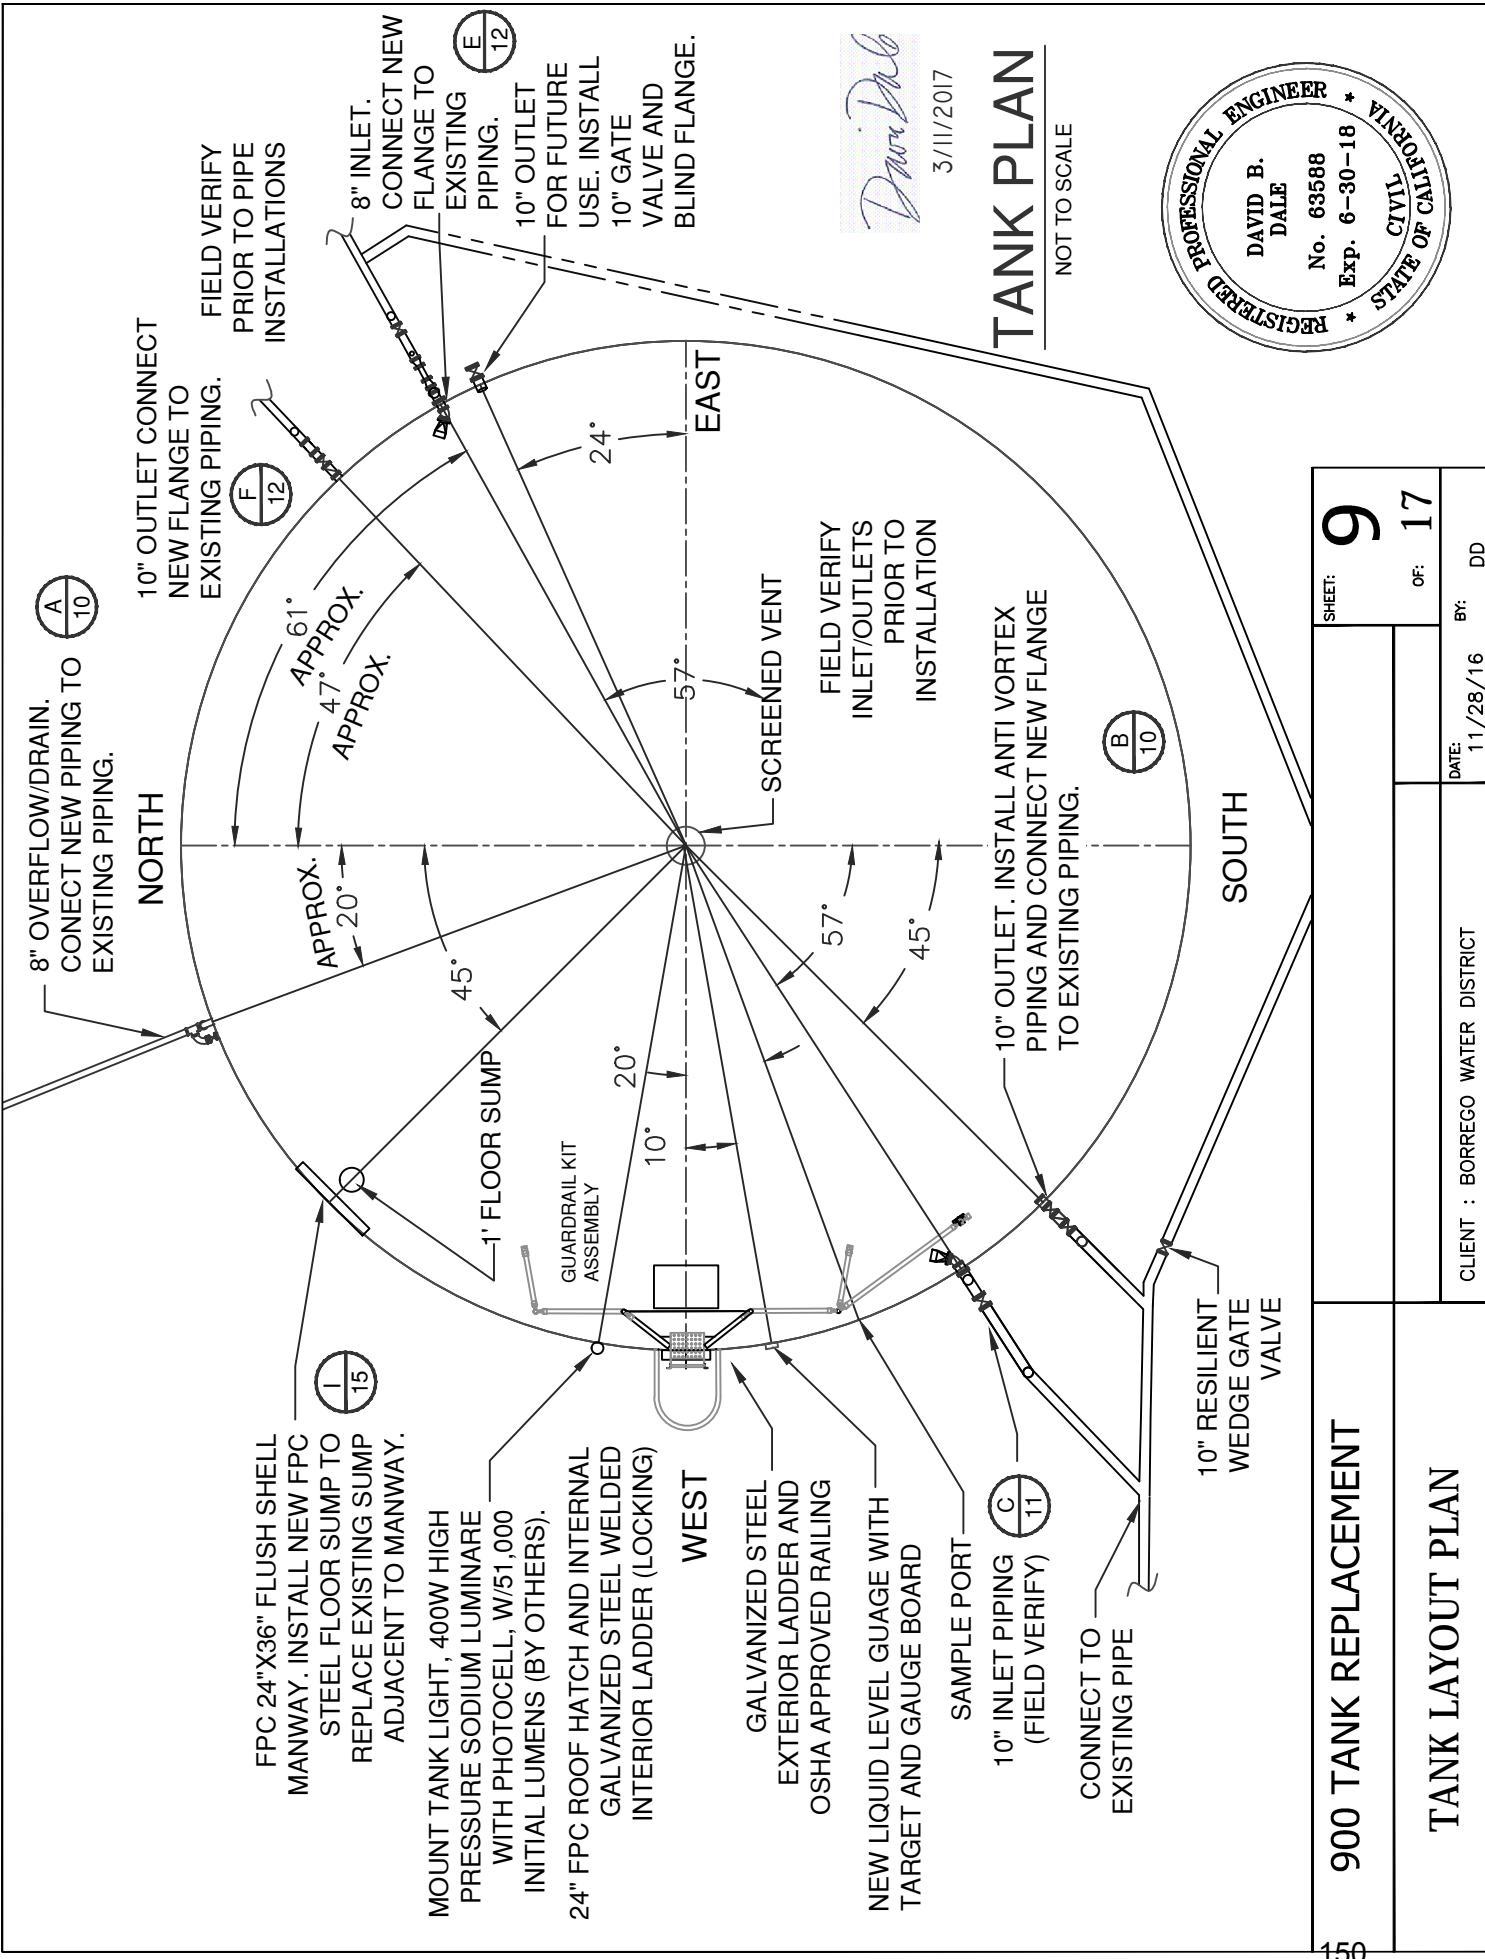 8" OVERFLOW/DRAIN.
CONECT NEW PIPING TO
EXISTING PIPING.
A
10
NORTH
10" OUTLET CONNECT
NEW FLANGE TO
EXISTING PIPING.
F
12
FIELD VERIFY
PRIOR TO PIPE
INSTALLATIONS
8" INLET.
CONNECT NEW
FLANGE TO
EXISTING
PIPING.
E
12
10" OUTLET
FOR FUTURE
USE. INSTALL
10" GATE
VALVE AND
BLIND FLANGE.
FPC 24"X36" FLUSH SHELL
MANWAY. INSTALL NEW FPC
STEEL FLOOR SUMP TO
REPLACE EXISTING SUMP
ADJACENT TO MANWAY.
I
15
MOUNT TANK LIGHT, 400W HIGH
PRESSURE SODIUM LUMINARE
WITH PHOTOCELL, W/51,000
INITIAL LUMENS (BY OTHERS).
24" FPC ROOF HATCH AND INTERNAL
GALVANIZED STEEL WELDED
INTERIOR LADDER (LOCKING)
WEST
GALVANIZED STEEL
EXTERIOR LADDER AND
OSHA APPROVED RAILING
NEW LIQUID LEVEL GUAGE WITH
TARGET AND GAUGE BOARD
SAMPLE PORT
10" INLET PIPING
(FIELD VERIFY)
C
11
CONNECT TO
EXISTING PIPE
10" RESILIENT
WEDGE GATE
VALVE
1' FLOOR SUMP
GUARDRAIL KIT
ASSEMBLY
APPROX.
20°
45°
20°
10°
61°
APPROX.
47°
APPROX.
24°
EAST
57°
SCREENED VENT
57°
45°
FIELD VERIFY
INLET/OUTLETS
PRIOR TO
INSTALLATION
10" OUTLET. INSTALL ANTI VORTEX
PIPING AND CONNECT NEW FLANGE
TO EXISTING PIPING.
B
10
SOUTH
David Dale
3/11/2017
TANK PLAN
NOT TO SCALE
REGISTERED PROFESSIONAL ENGINEER
DAVID B.
DALE
No. 63588
Exp. 6-30-18
CIVIL
STATE OF CALIFORNIA
900 TANK REPLACEMENT
TANK LAYOUT PLAN
CLIENT : BORREGO WATER DISTRICT
SHEET:
9
OF:
17
DATE:
11/28/16
BY:
DD
150